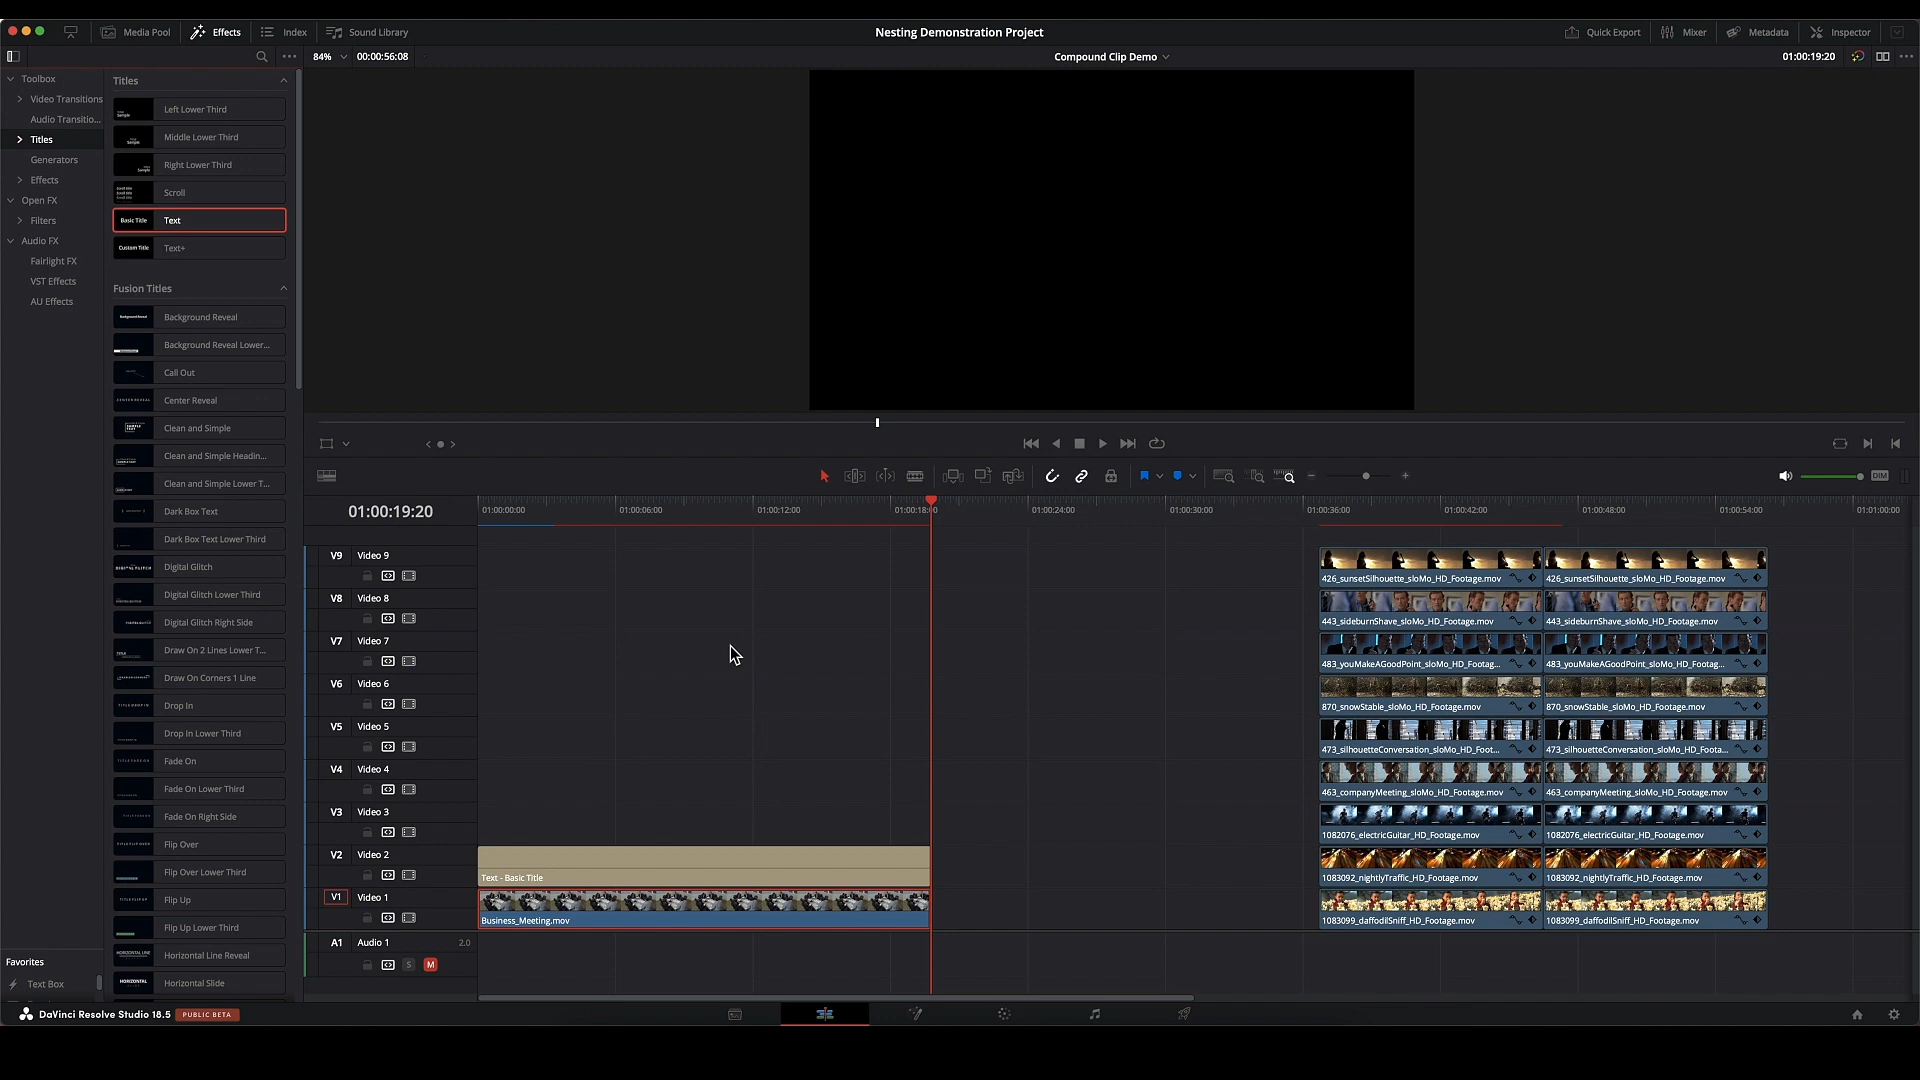 Media Pool Effects Index Sound Library Nesting Demonstration Project Quick Export Mixer Metadata Inspector
84% 00:00:56:08 Compound Clip Demo 01:00:19:20
Toolbox
Video Transitions
Audio Transitio...
Titles
Generators
Effects
Open FX
Filters
Audio FX
Fairlight FX
VST Effects
AU Effects
Favorites
Text Box
Titles
Left Lower Third
Middle Lower Third
Right Lower Third
Scroll
Basic Title Text
Custom Title Text+
Fusion Titles
Background Reveal
Background Reveal Lower...
Call Out
Center Reveal
Clean and Simple
Clean and Simple Headin...
Clean and Simple Lower T...
Dark Box Text
Dark Box Text Lower Third
Digital Glitch
Digital Glitch Lower Third
Digital Glitch Right Side
Draw On 2 Lines Lower T...
Draw On Corners 1 Line
Drop In
Drop In Lower Third
Fade On
Fade On Lower Third
Fade On Right Side
Flip Over
Flip Over Lower Third
Flip Up
Flip Up Lower Third
Horizontal Line Reveal
Horizontal Slide
DIM
01:00:19:20
01:00:00:00 01:00:06:00 01:00:12:00 01:00:18:00 01:00:24:00 01:00:30:00 01:00:36:00 01:00:42:00 01:00:48:00 01:00:54:00 01:01:00:00
V9 Video 9
426_sunsetSilhouette_sloMo_HD_Footage.mov 426_sunsetSilhouette_sloMo_HD_Footage.mov
V8 Video 8
443_sideburnShave_sloMo_HD_Footage.mov 443_sideburnShave_sloMo_HD_Footage.mov
V7 Video 7
483_youMakeAGoodPoint_sloMo_HD_Footag... 483_youMakeAGoodPoint_sloMo_HD_Footag...
V6 Video 6
870_snowStable_sloMo_HD_Footage.mov 870_snowStable_sloMo_HD_Footage.mov
V5 Video 5
473_silhouetteConversation_sloMo_HD_Foot... 473_silhouetteConversation_sloMo_HD_Foota...
V4 Video 4
463_companyMeeting_sloMo_HD_Footage.mov 463_companyMeeting_sloMo_HD_Footage.mov
V3 Video 3
1082076_electricGuitar_HD_Footage.mov 1082076_electricGuitar_HD_Footage.mov
V2 Video 2
Text - Basic Title 1083092_nightlyTraffic_HD_Footage.mov 1083092_nightlyTraffic_HD_Footage.mov
V1 Video 1
Business_Meeting.mov 1083099_daffodilSniff_HD_Footage.mov 1083099_daffodilSniff_HD_Footage.mov
A1 Audio 1 2.0
S M
DaVinci Resolve Studio 18.5 PUBLIC BETA